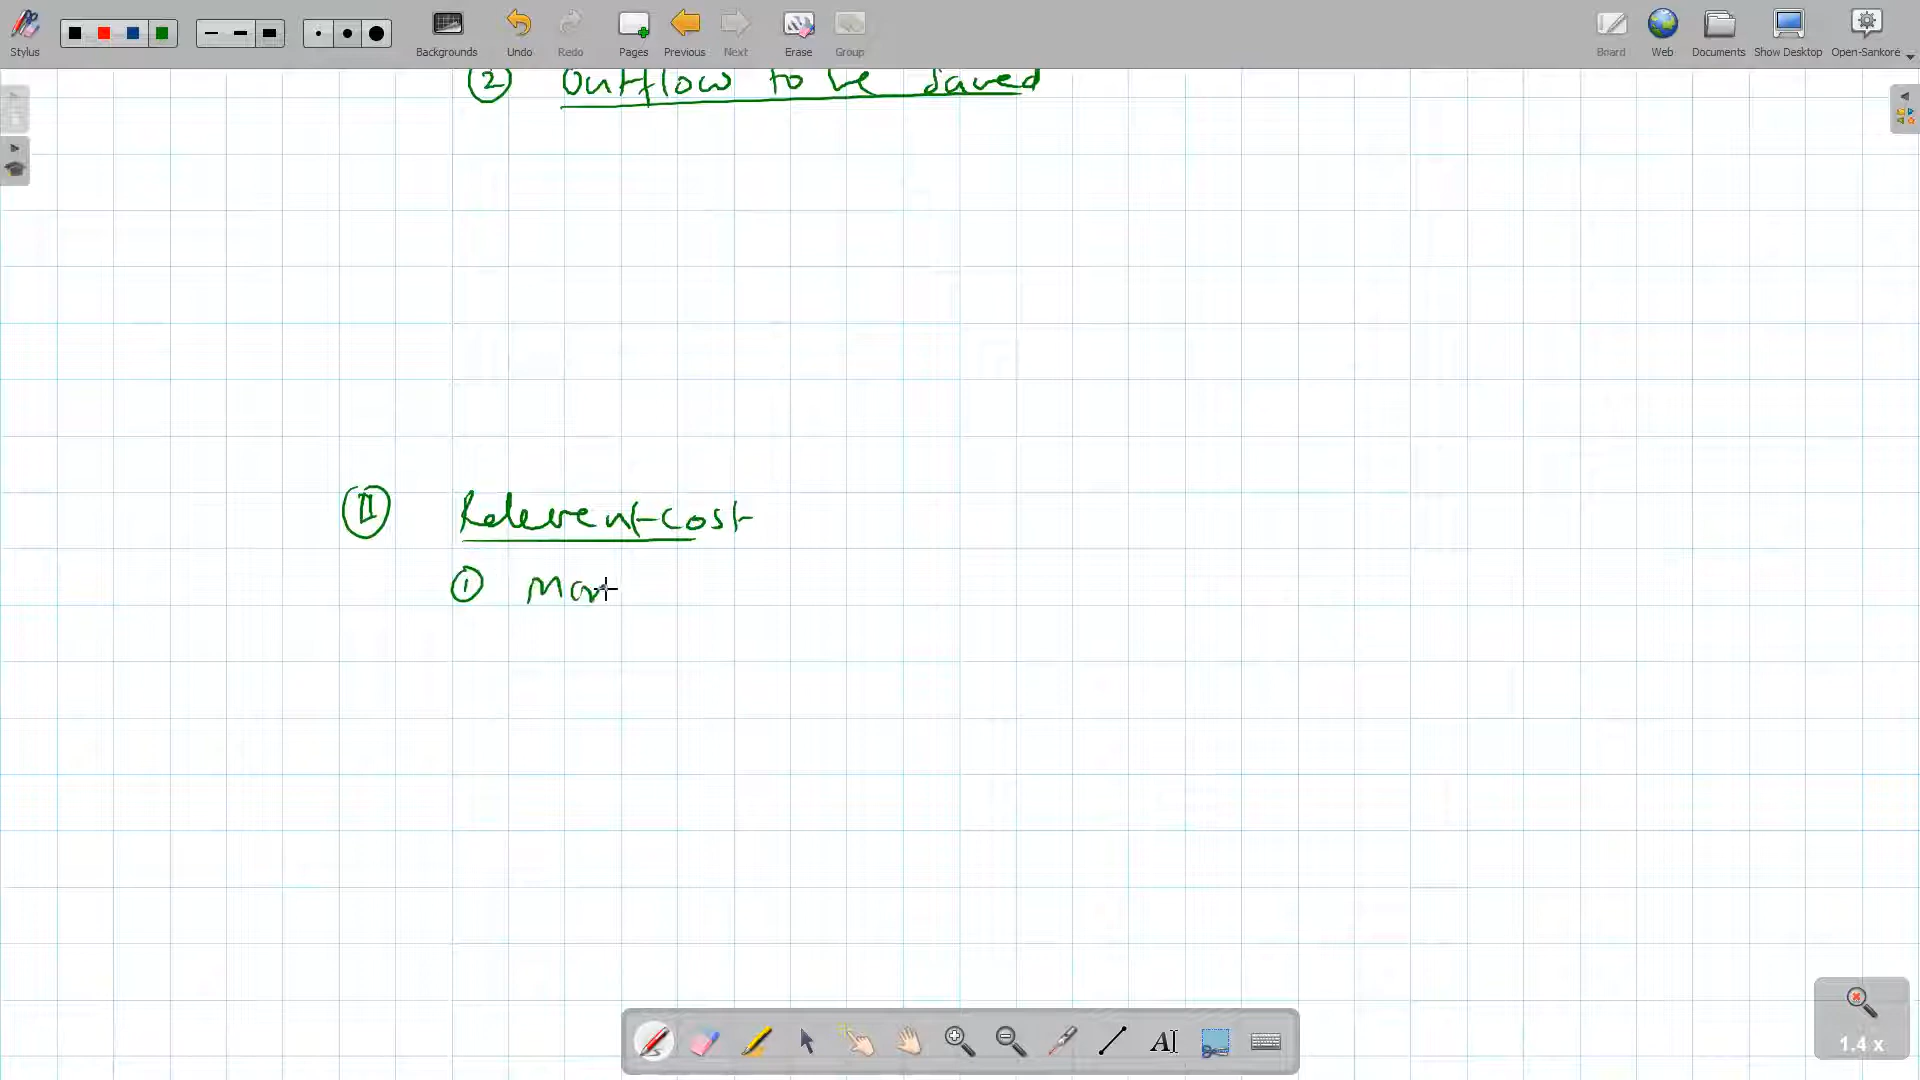 Stylus
Backgrounds Undo Redo Pages Previous Next Erase Group
Board Web Documents Show Desktop Open-Sankoré
② Outflow to be saved
Ⅱ Relevent cost
① Mar
1.4 x